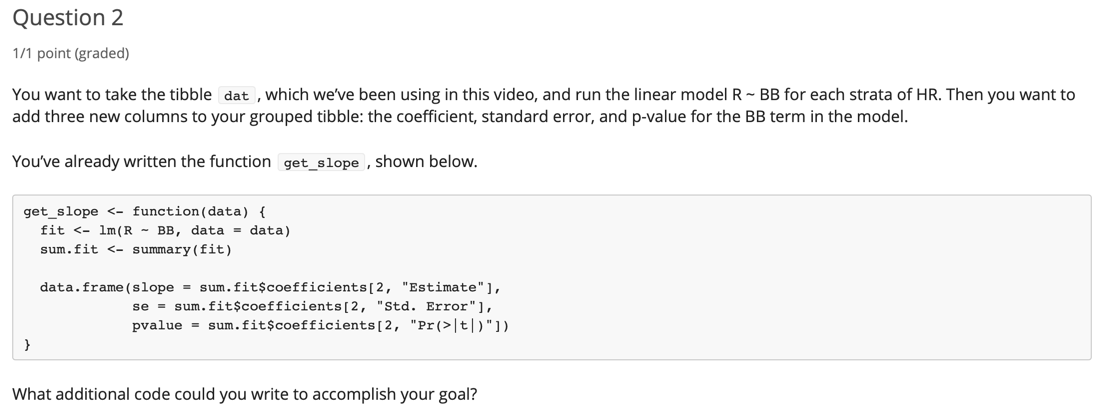 Question 2
1/1 point (graded)
You want to take the tibble dat , which we’ve been using in this video, and run the linear model R ~ BB for each strata of HR. Then you want to
add three new columns to your grouped tibble: the coefficient, standard error, and p-value for the BB term in the model.
You’ve already written the function get_slope , shown below.
get_slope <- function(data) {
  fit <- lm(R ~ BB, data = data)
  sum.fit <- summary(fit)
  data.frame(slope = sum.fit$coefficients[2, "Estimate"],
             se = sum.fit$coefficients[2, "Std. Error"],
             pvalue = sum.fit$coefficients[2, "Pr(>|t|)"])
}
What additional code could you write to accomplish your goal?